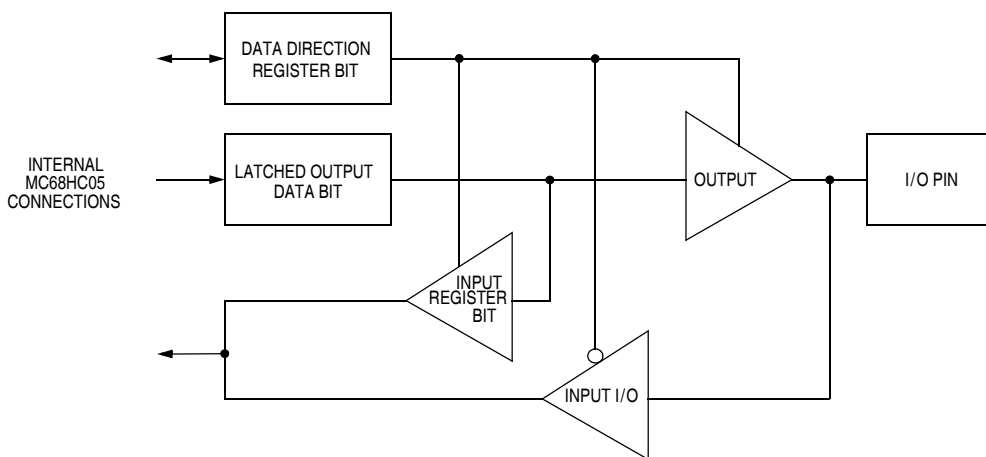 DATA DIRECTION
REGISTER BIT
INTERNAL
MC68HC05
CONNECTIONS
LATCHED OUTPUT
DATA BIT
OUTPUT
I/O PIN
INPUT
REGISTER
BIT
INPUT I/O